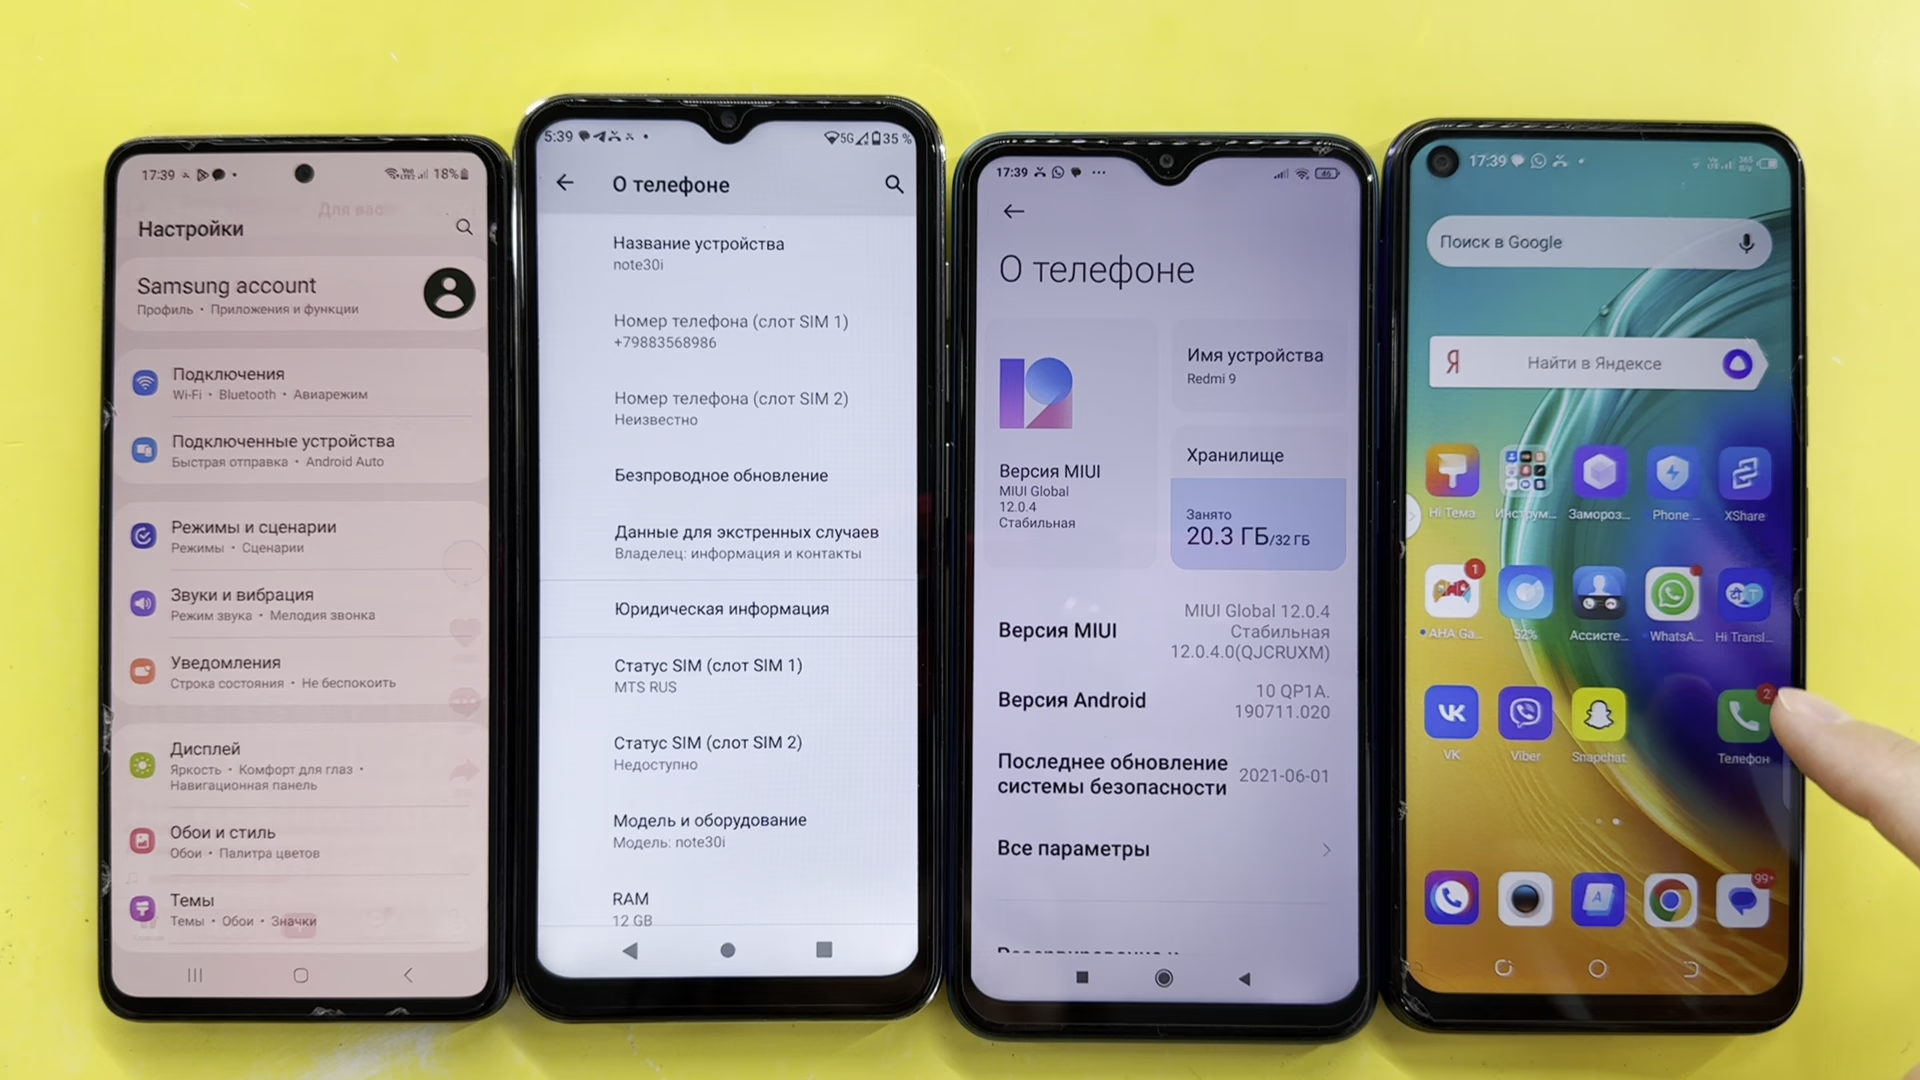 17:39
18%
Для вас
Настройки
Samsung account
Профиль • Приложения и функции
Подключения
Wi-Fi • Bluetooth • Авиарежим
Подключенные устройства
Быстрая отправка • Android Auto
Режимы и сценарии
Режимы • Сценарии
Звуки и вибрация
Режим звука • Мелодия звонка
Уведомления
Строка состояния • Не беспокоить
Дисплей
Яркость • Комфорт для глаз •
Навигационная панель
Обои и стиль
Обои • Палитра цветов
Темы
Темы • Обои • Значки
5:39
5G
35 %
О телефоне
Название устройства
note30i
Номер телефона (слот SIM 1)
+79883568986
Номер телефона (слот SIM 2)
Неизвестно
Безпроводное обновление
Данные для экстренных случаев
Владелец: информация и контакты
Юридическая информация
Статус SIM (слот SIM 1)
MTS RUS
Статус SIM (слот SIM 2)
Недоступно
Модель и оборудование
Модель: note30i
RAM
12 GB
17:39
46
О телефоне
Версия MIUI
MIUI Global
12.0.4
Стабильная
Имя устройства
Redmi 9
Хранилище
Занято
20.3 ГБ/32 ГБ
Версия MIUI
MIUI Global 12.0.4
Стабильная
12.0.4.0(QJCRUXM)
Версия Android
10 QP1A.
190711.020
Последнее обновление
системы безопасности
2021-06-01
Все параметры
17:39
365
B/s
Поиск в Google
Я
Найти в Яндексе
Hi Тема
Инструм...
Замороз...
Phone ...
XShare
1
AHA Ga...
52%
Ассисте...
WhatsA...
Hi Transl...
2
VK
Viber
Snapchat
Телефон
A
99+